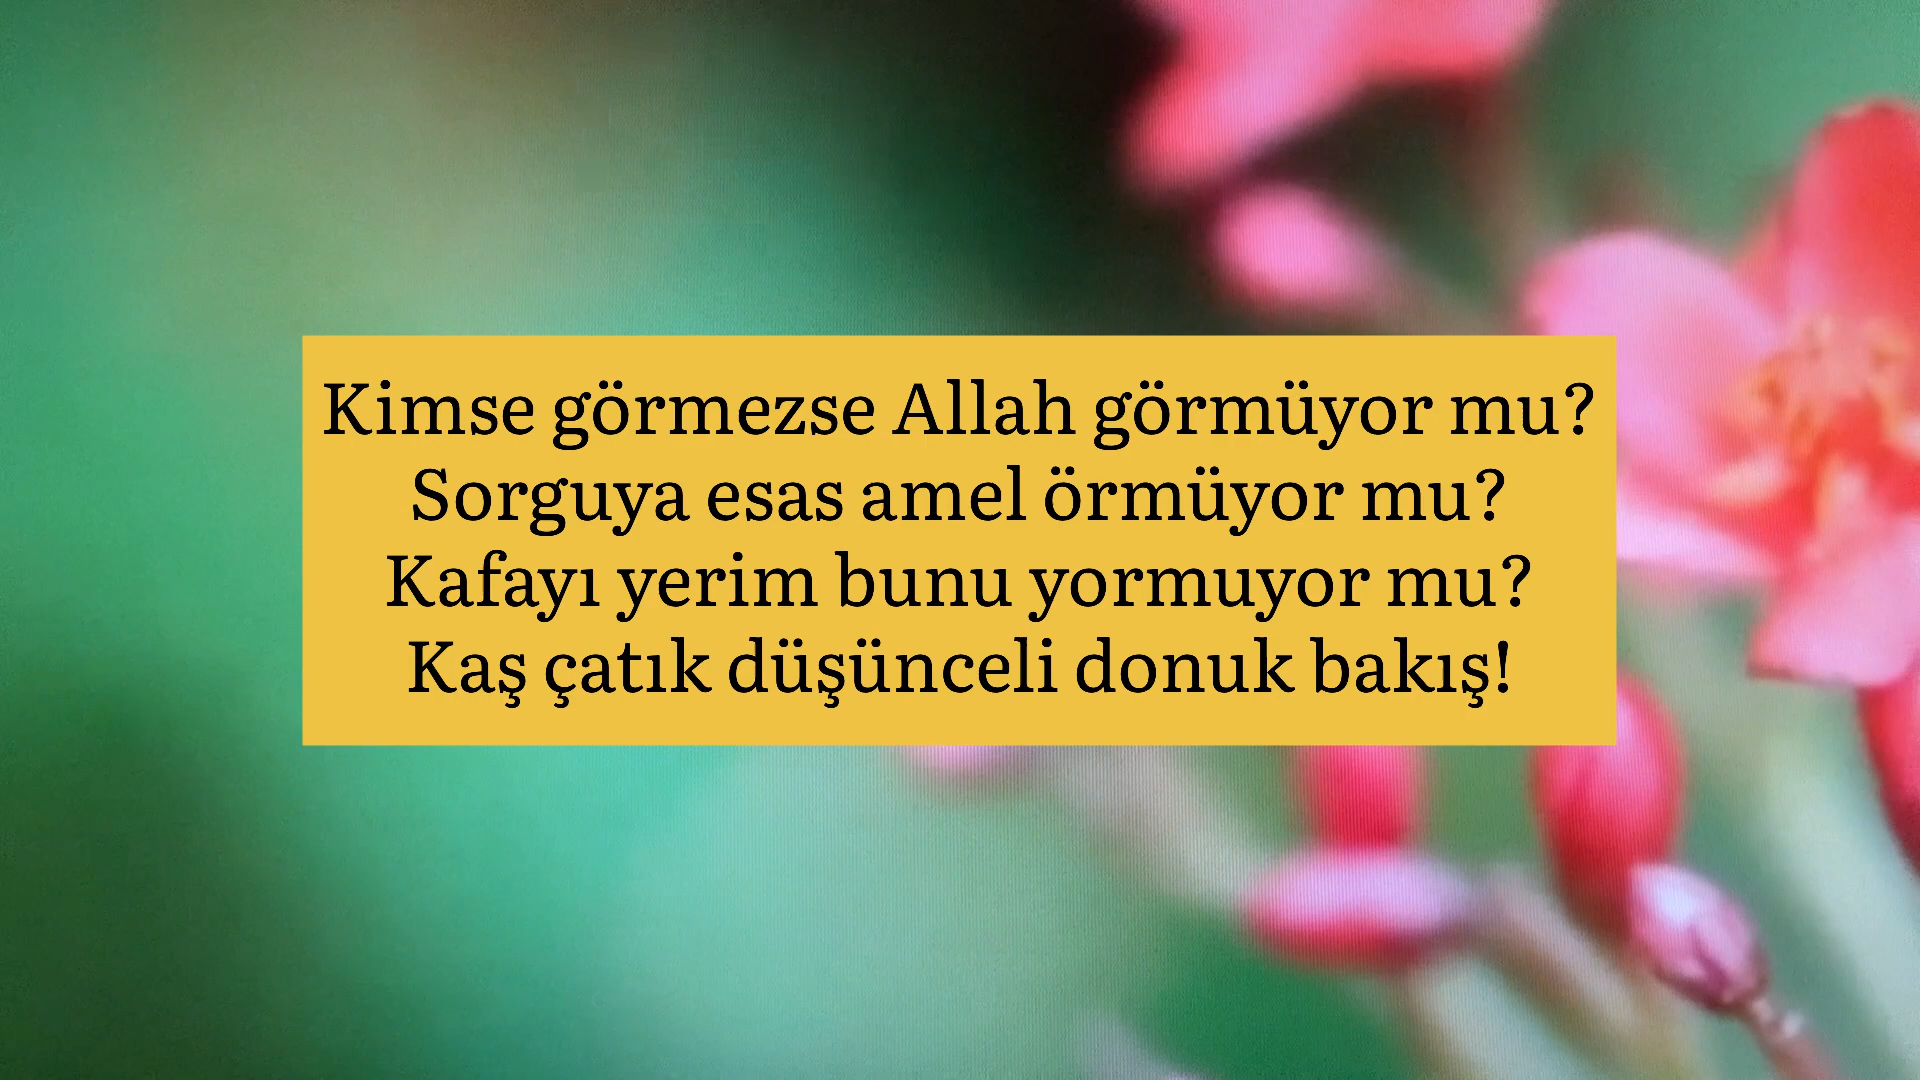 Kimse görmezse Allah görmüyor mu?
Sorguya esas amel örmüyor mu?
Kafayı yerim bunu yormuyor mu?
Kaş çatık düşünceli donuk bakış!